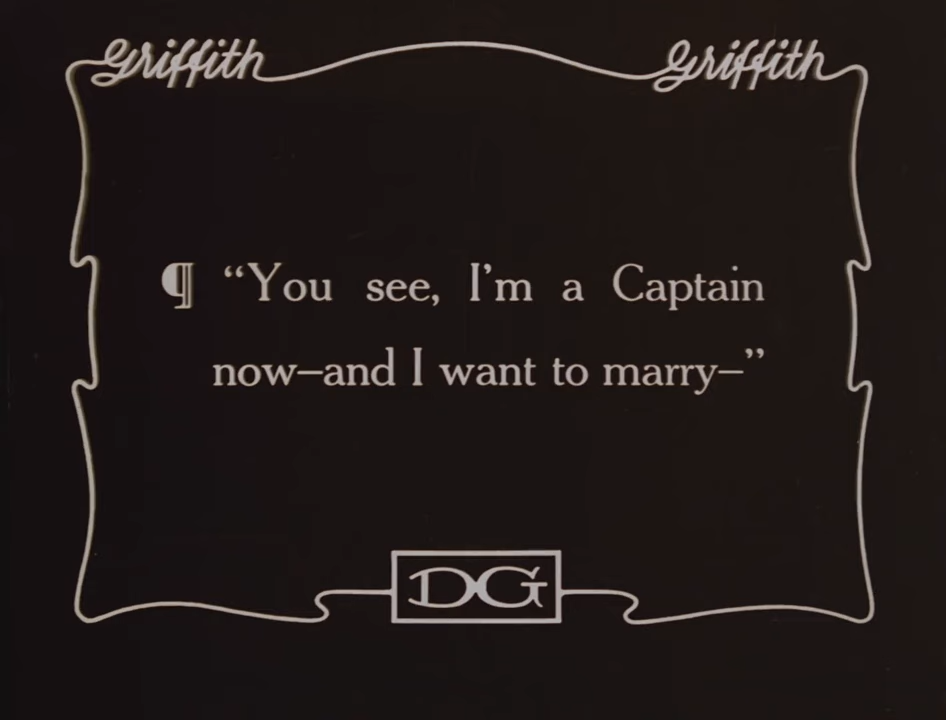 Griffith Griffith
¶ “You see, I’m a Captain
now—and I want to marry—”
DG